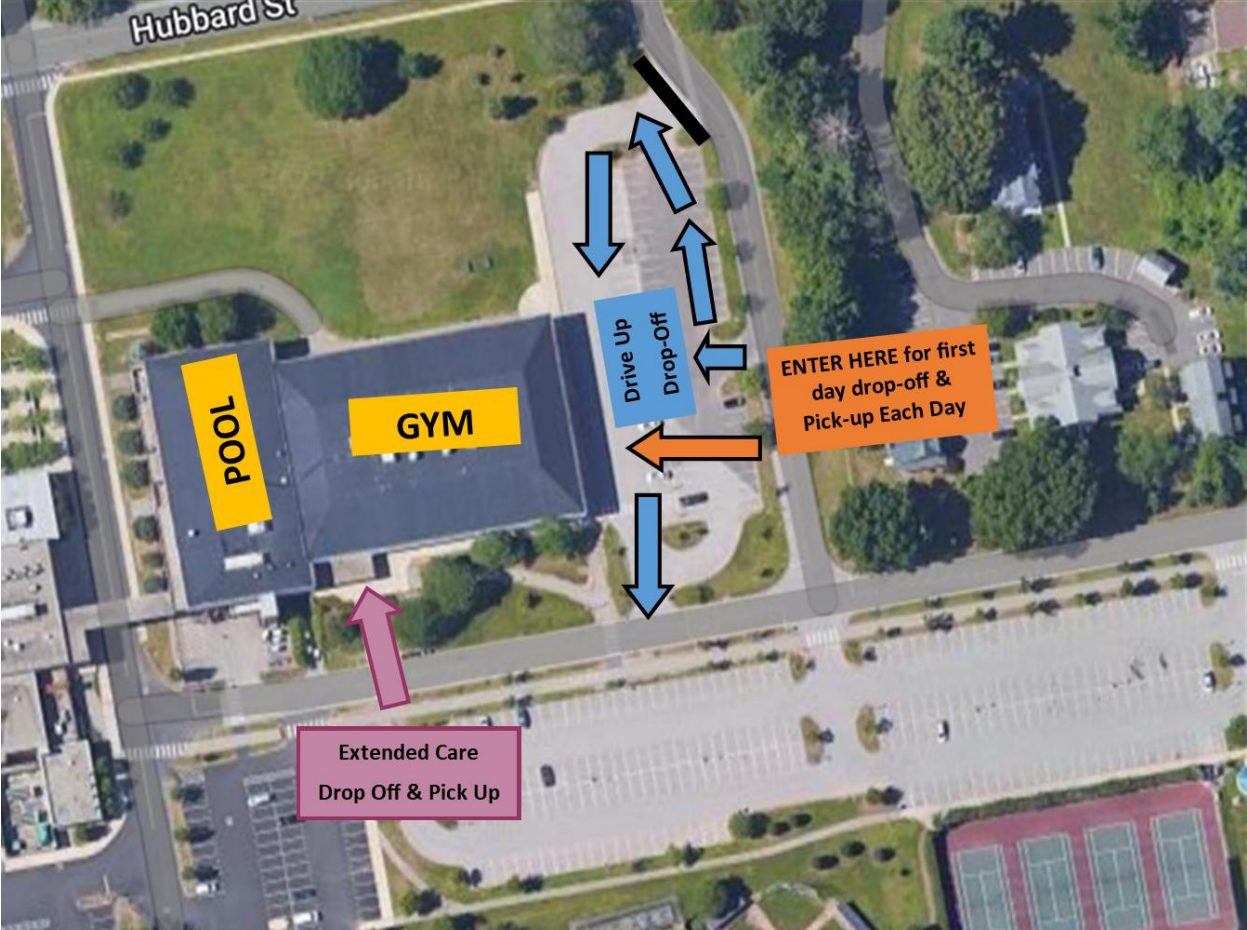 Hubbard St
Drive Up
Drop-Off
ENTER HERE for first
day drop-off &
Pick-up Each Day
POOL
GYM
Extended Care
Drop Off & Pick Up